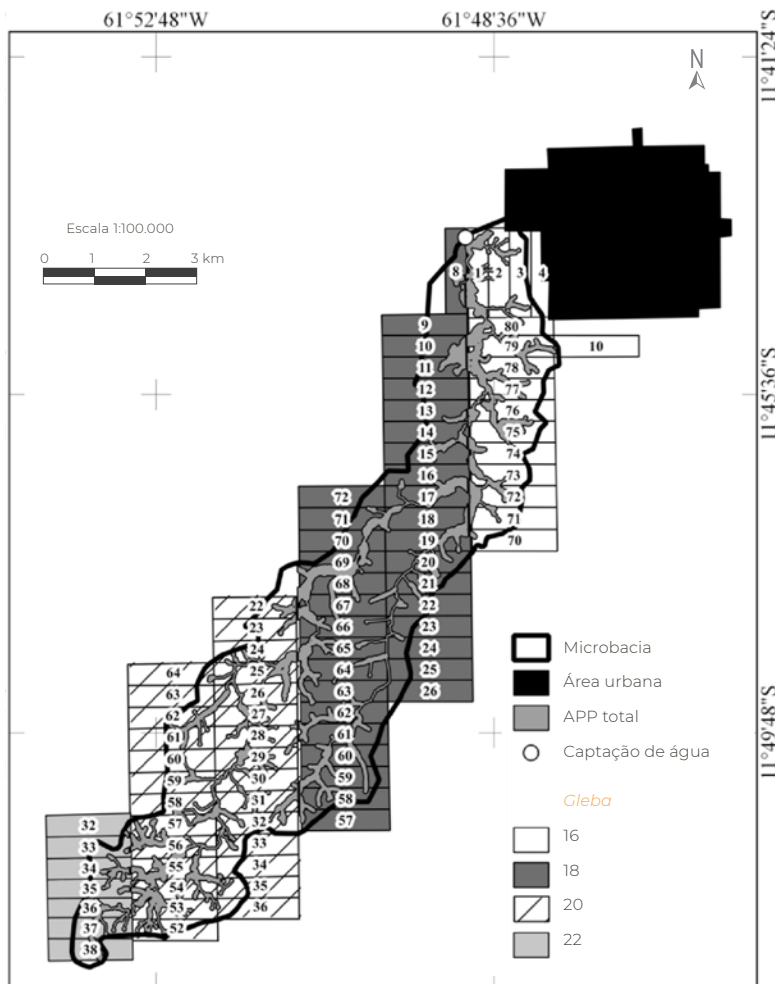 61°52'48"W 61°48'36"W
11°41'24"S
N
Escala 1:100.000
0 1 2 3 km
8 1 2 3 4
9 80
10 79 10
11 78
12 77
11°45'36"S
13 76
14 75
15 74
16 73
72 17 72
71 18 71
70 19 70
69 20
68 21
22 67 22
23 66 23
24 65 24
64 25 64 25
63 26 63 26
62 27 62
61 28 61
60 29 60
59 30 59
58 31 58
32 57 32 57
33 56 33
34 55 34
35 54 35
36 53 36
37 52
38
11°49'48"S
Microbacia
Área urbana
APP total
Captação de água
Gleba
16
18
20
22